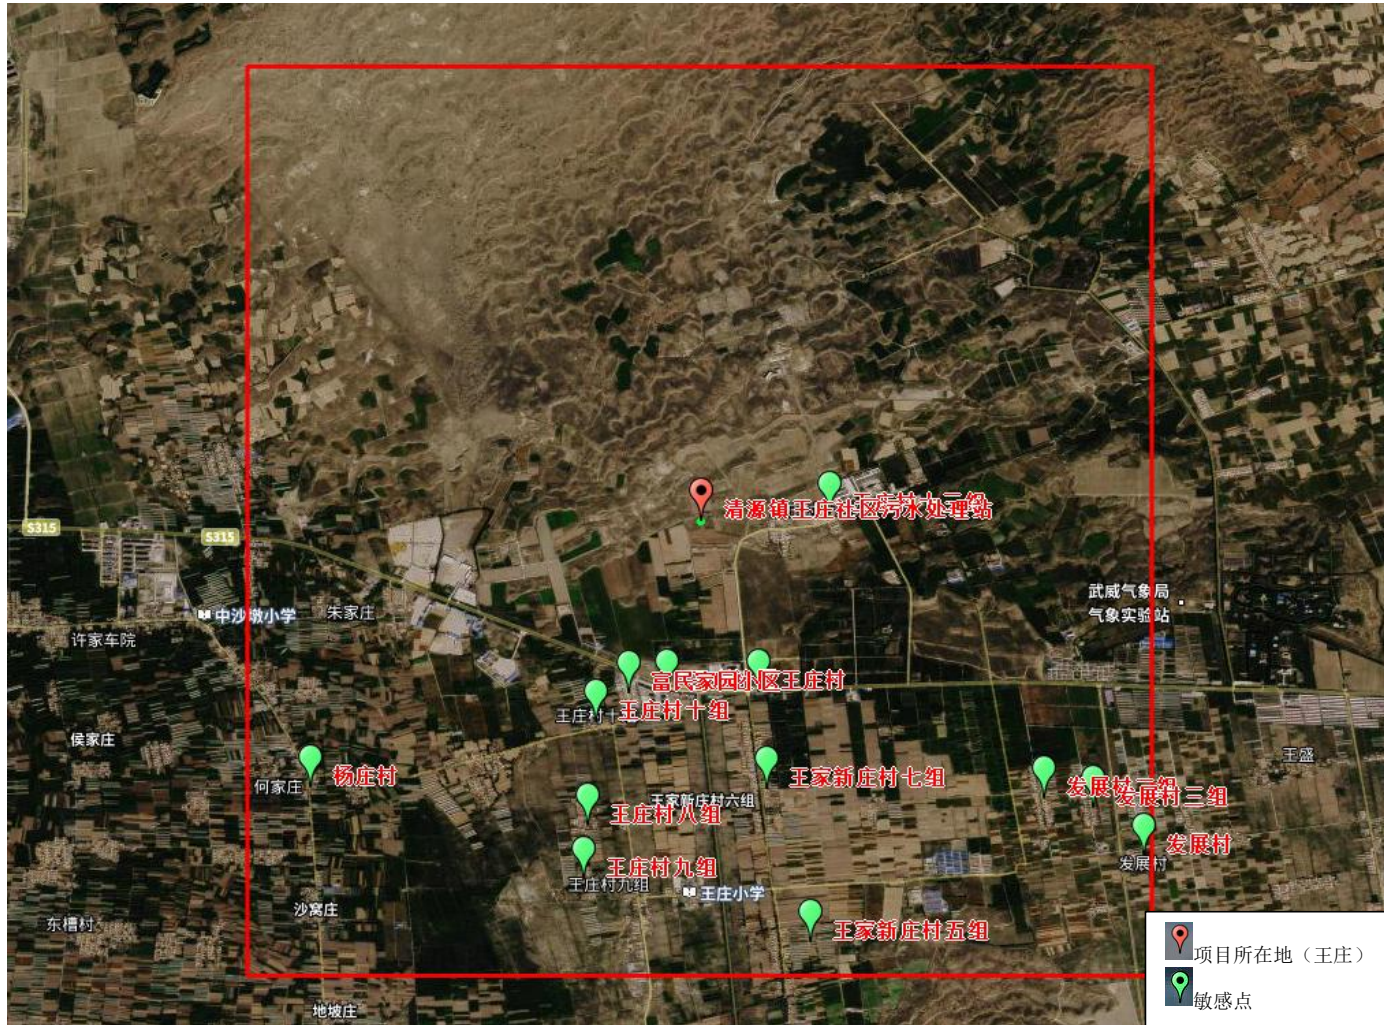 王庄村十二组
清源镇王庄社区污水处理站
S315
S315
武威气象局
气象实验站
中沙墩小学
朱家庄
许家车院
富民家园小区
王庄村
王庄村十组
侯家庄
王盛
杨庄村
何家庄
王家新庄村七组
发展村二组
发展村三组
王家新庄村六组
王庄村八组
发展村
发展村
王庄村九组
王庄村九组
王庄小学
沙窝庄
东槽村
王家新庄村五组
地坡庄
项目所在地（王庄）
敏感点